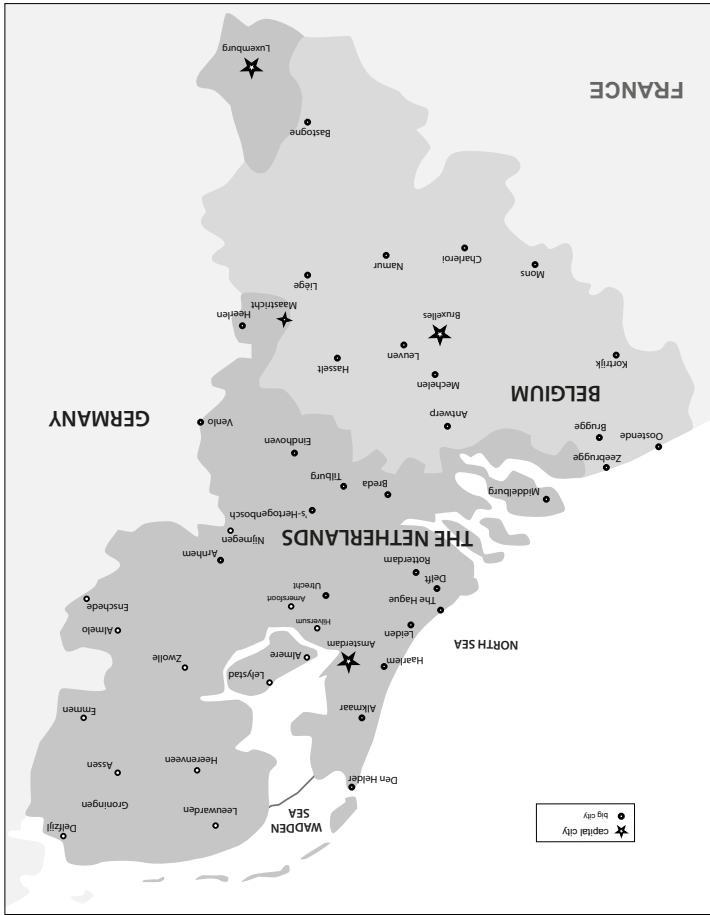 capital city
big city
WADDEN
SEA
NORTH SEA
THE NETHERLANDS
BELGIUM
GERMANY
FRANCE
Delfzijl
Groningen
Leeuwarden
Assen
Heerenveen
Den Helder
Emmen
Alkmaar
Lelystad
Zwolle
Haarlem
Amsterdam
Almere
Almelo
Enschede
Leiden
Hilversum
The Hague
Utrecht
Amersfoort
Delft
Rotterdam
Arnhem
Nijmegen
's-Hertogenbosch
Middelburg
Breda
Tilburg
Zeebrugge
Oostende
Brugge
Eindhoven
Venlo
Antwerp
Mechelen
Kortrijk
Leuven
Hasselt
Bruxelles
Maastricht
Heerlen
Liège
Mons
Charleroi
Namur
Bastogne
Luxemburg